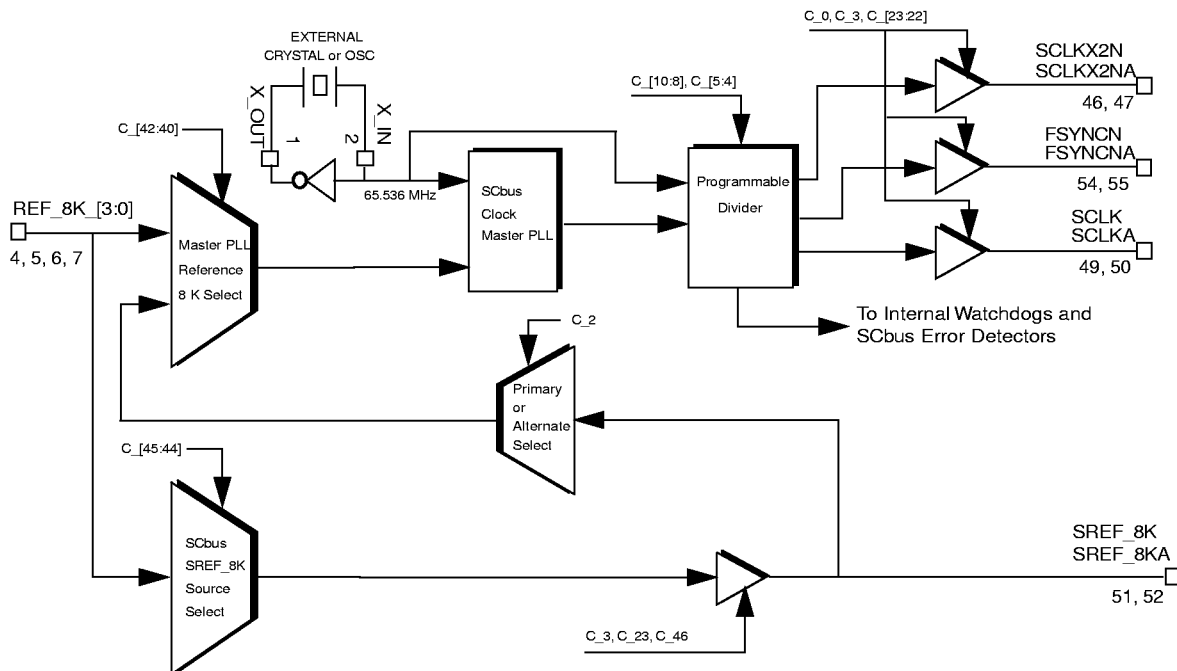 C_0, C_3, C_[23:22]
EXTERNAL
CRYSTAL or OSC
SCLKX2N
SCLKX2NA
46, 47
C_[10:8], C_[5:4]
X_OUT
X_IN
1
2
C_[42:40]
FSYNCN
FSYNCNA
54, 55
65.536 MHz
SCbus
Clock
Master PLL
Programmable
Divider
REF_8K_[3:0]
4, 5, 6, 7
Master PLL
Reference
8 K Select
SCLK
SCLKA
49, 50
To Internal Watchdogs and
SCbus Error Detectors
C_2
Primary
or
Alternate
Select
C_[45:44]
SCbus
SREF_8K
Source
Select
SREF_8K
SREF_8KA
51, 52
C_3, C_23, C_46